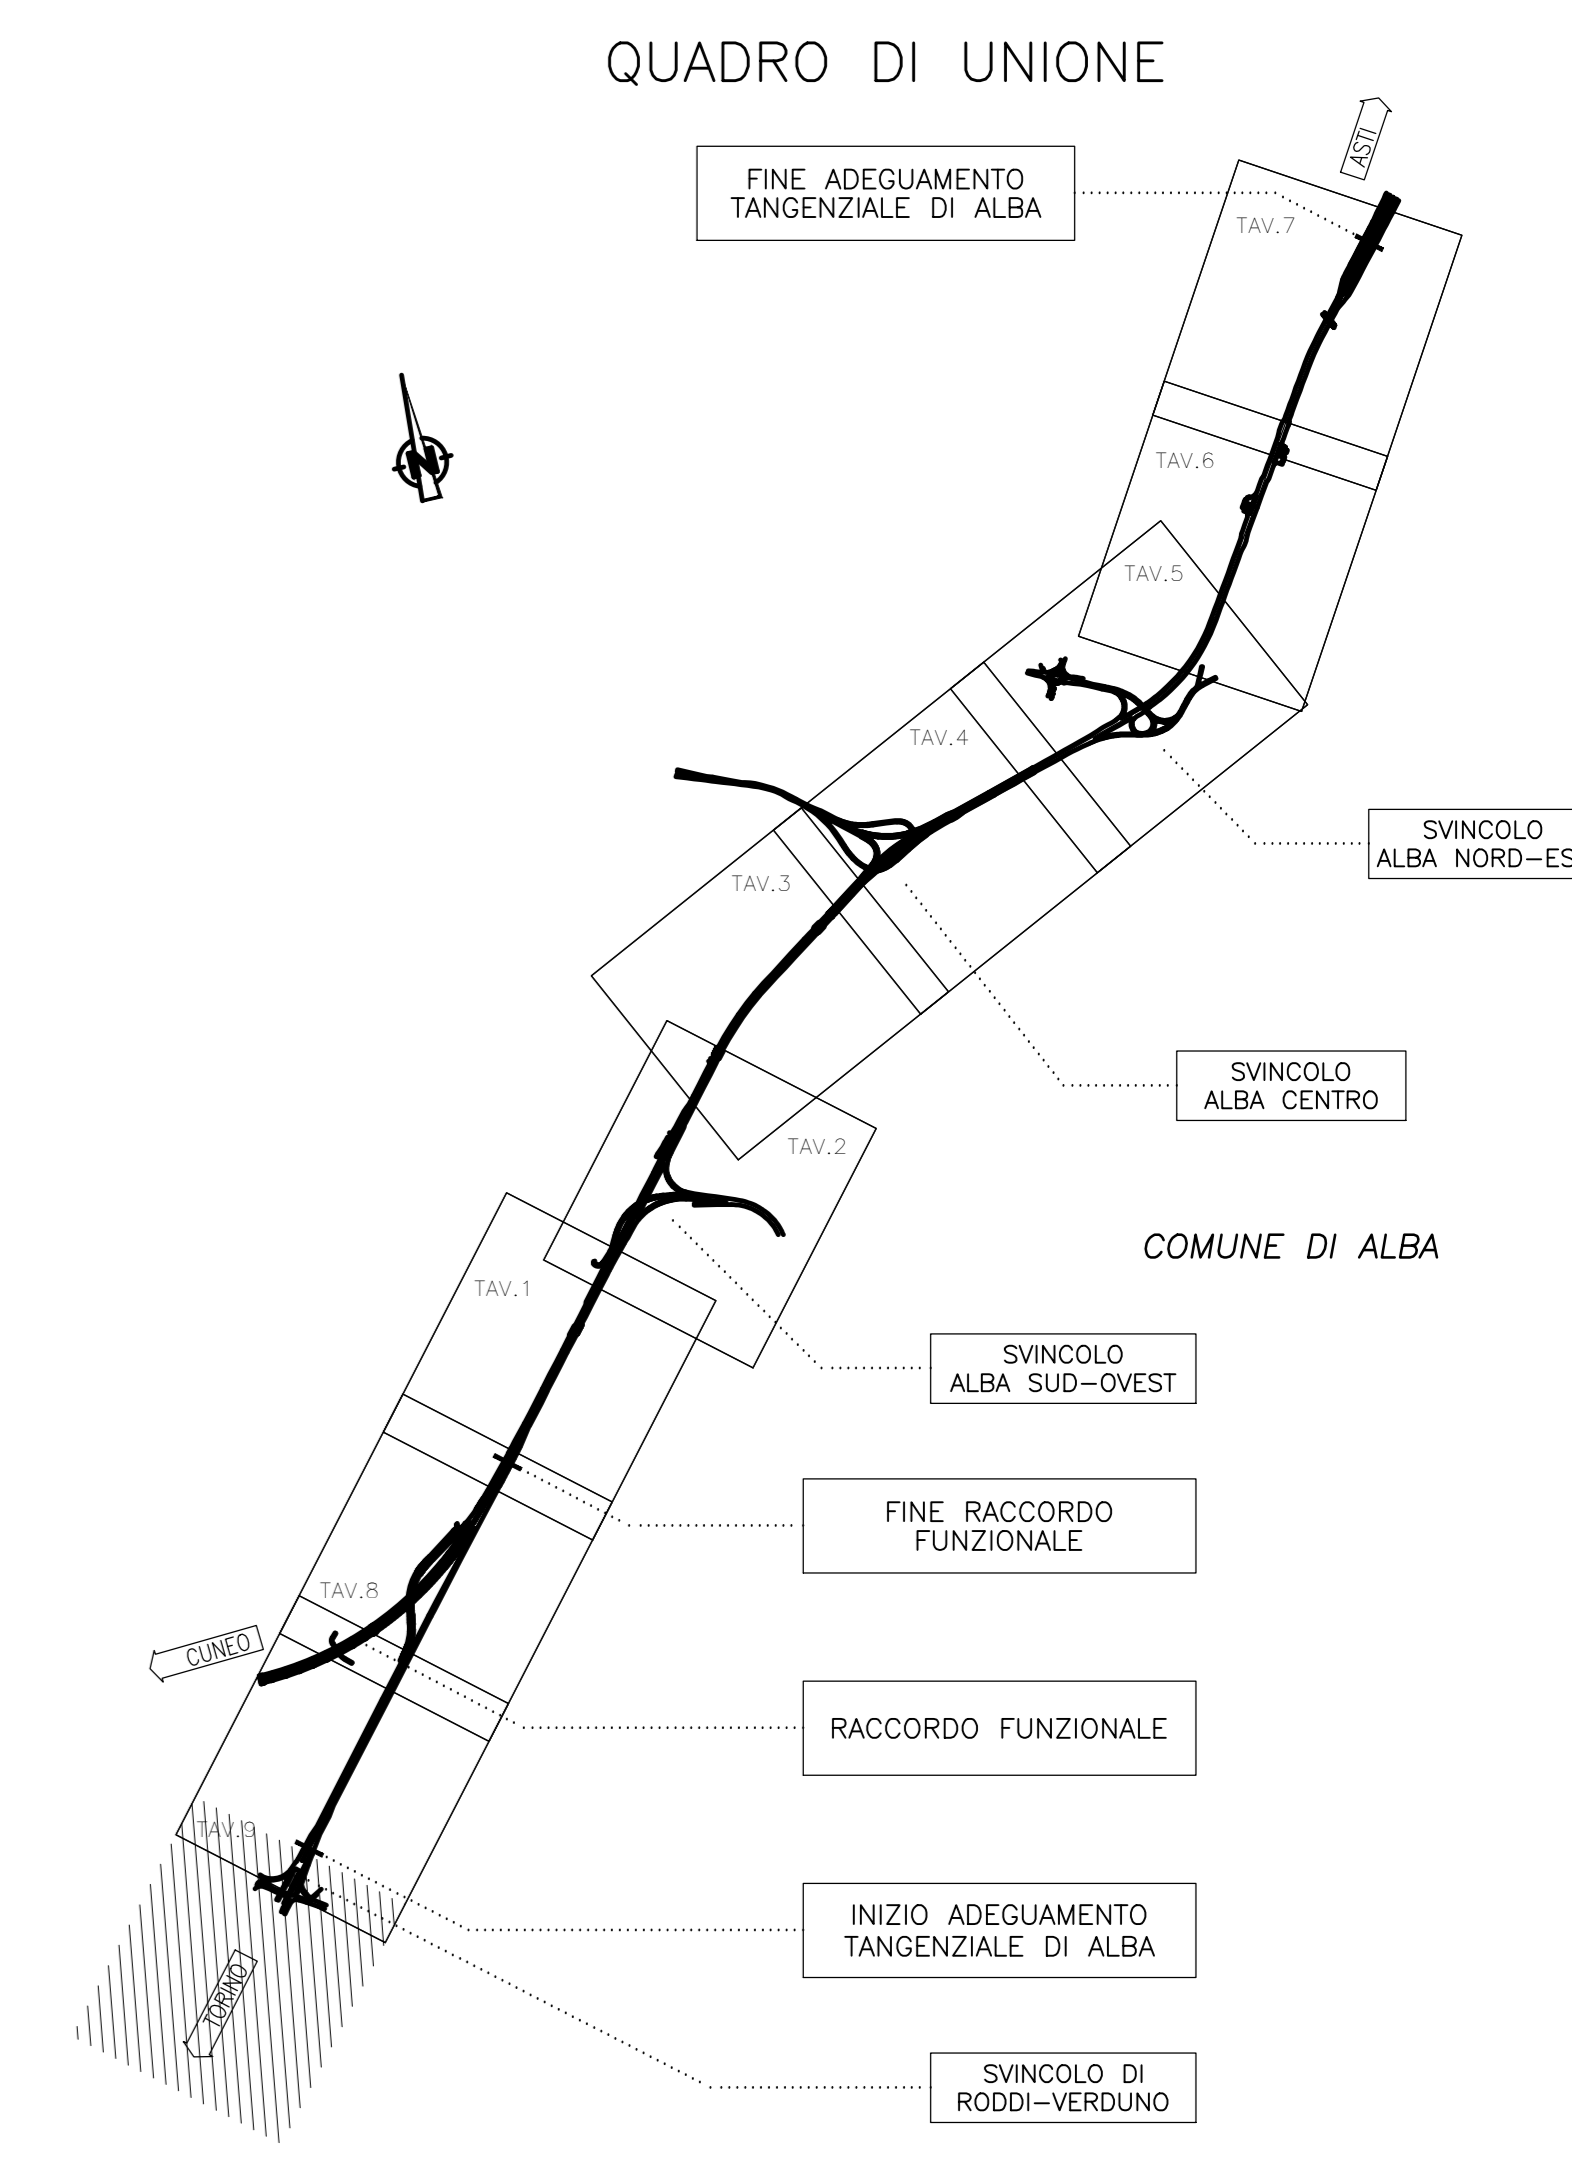 QUADRO DI UNIONE
ASTI
FINE ADEGUAMENTO
TANGENZIALE DI ALBA
TAV.7
N
TAV.6
TAV.5
TAV.4
SVINCOLO
ALBA NORD-ES
TAV.3
SVINCOLO
ALBA CENTRO
TAV.2
COMUNE DI ALBA
TAV.1
SVINCOLO
ALBA SUD-OVEST
FINE RACCORDO
FUNZIONALE
TAV.8
CUNEO
RACCORDO FUNZIONALE
TAV.9
INIZIO ADEGUAMENTO
TANGENZIALE DI ALBA
TORINO
SVINCOLO DI
RODDI-VERDUNO